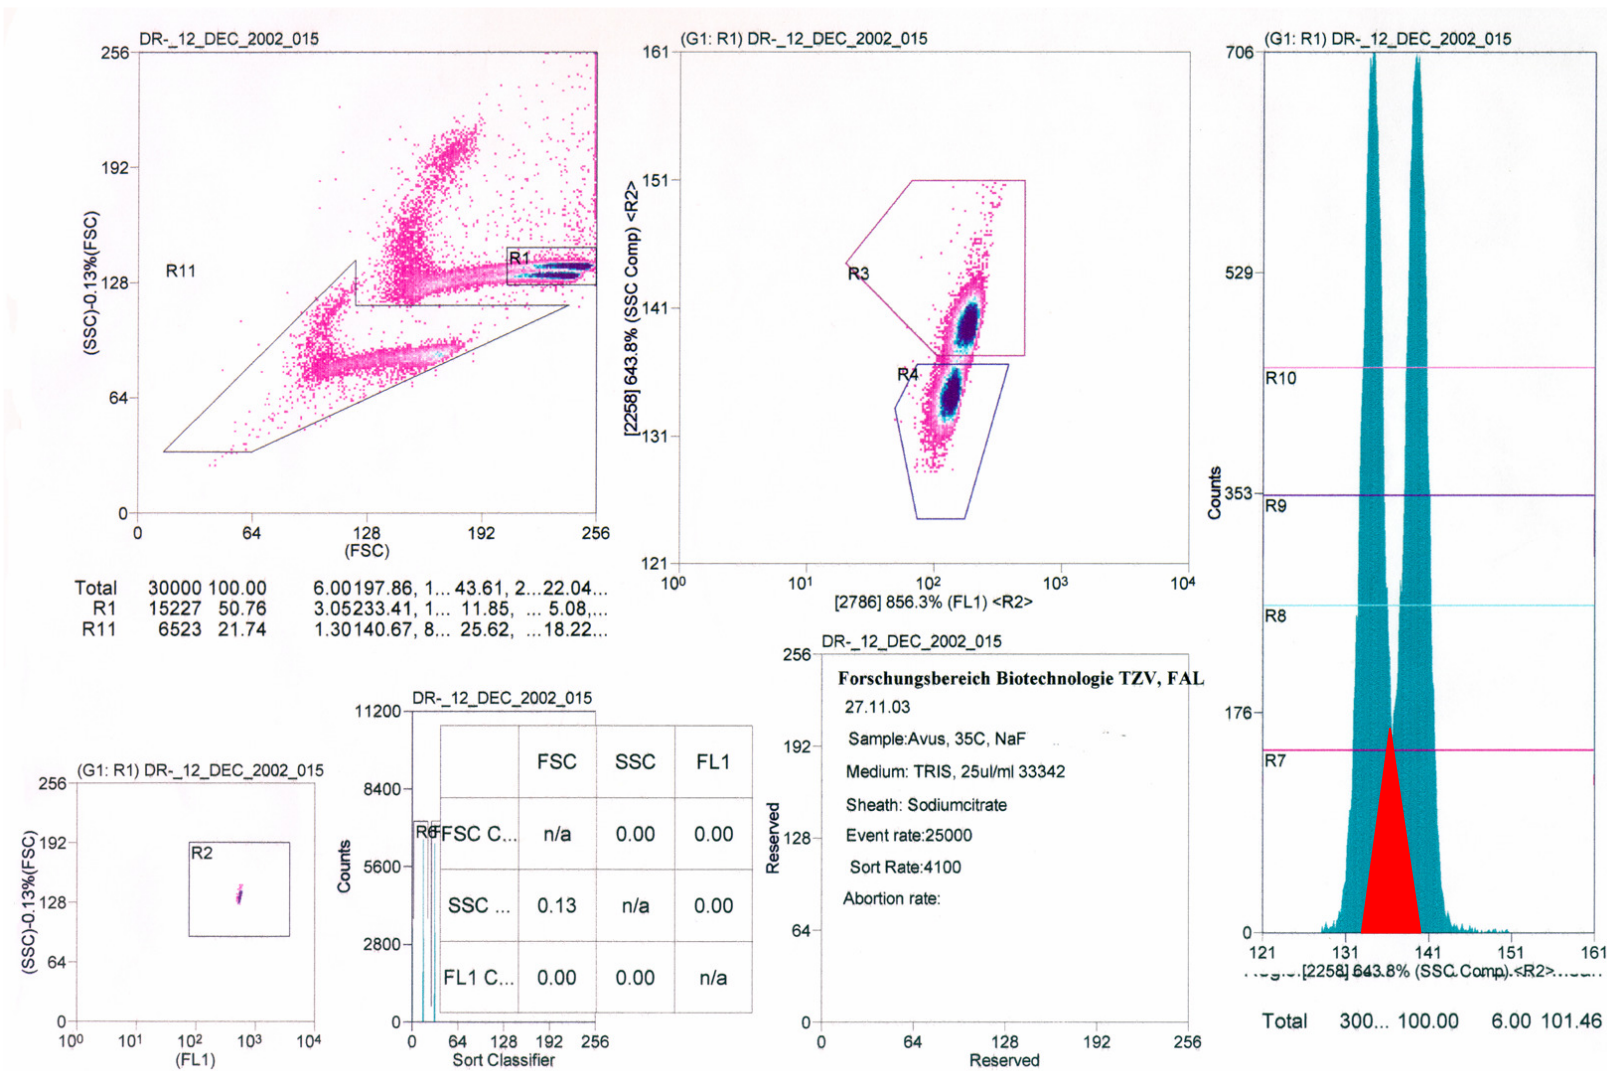 DR-_12_DEC_2002_015
256
192
128
64
0
(SSC)-0.13%(FSC)
R11
R1
0 64 128 192 256
(FSC)
Total 30000 100.00 6.00197.86, 1... 43.61, 2...22.04...
R1 15227 50.76 3.05233.41, 1... 11.85, ...5.08,...
R11 6523 21.74 1.30140.67, 8... 25.62, ...18.22...
(G1: R1) DR-_12_DEC_2002_015
161
151
141
131
121
[2258] 643.8% (SSC Comp) <R2>
R3
R4
10⁰ 10¹ 10² 10³ 10⁴
[2786] 856.3% (FL1) <R2>
(G1: R1) DR-_12_DEC_2002_015
706
529
353
176
0
Counts
R10
R9
R8
R7
121 131 141 151 161
[2258] 643.8% (SSC Comp) <R2>
Total 300... 100.00 6.00 101.46
(G1: R1) DR-_12_DEC_2002_015
256
192
128
64
0
(SSC)-0.13%(FSC)
R2
10⁰ 10¹ 10² 10³ 10⁴
(FL1)
DR-_12_DEC_2002_015
11200
8400
5600
2800
0
Counts
FSC SSC FL1
FSC C... n/a 0.00 0.00
SSC ... 0.13 n/a 0.00
FL1 C... 0.00 0.00 n/a
0 64 128 192 256
Sort Classifier
DR-_12_DEC_2002_015
256
192
128
64
0
Reserved
Forschungsbereich Biotechnologie TZV, FAL
27.11.03
Sample:Avus, 35C, NaF
Medium: TRIS, 25ul/ml 33342
Sheath: Sodiumcitrate
Event rate:25000
Sort Rate:4100
Abortion rate:
0 64 128 192 256
Reserved